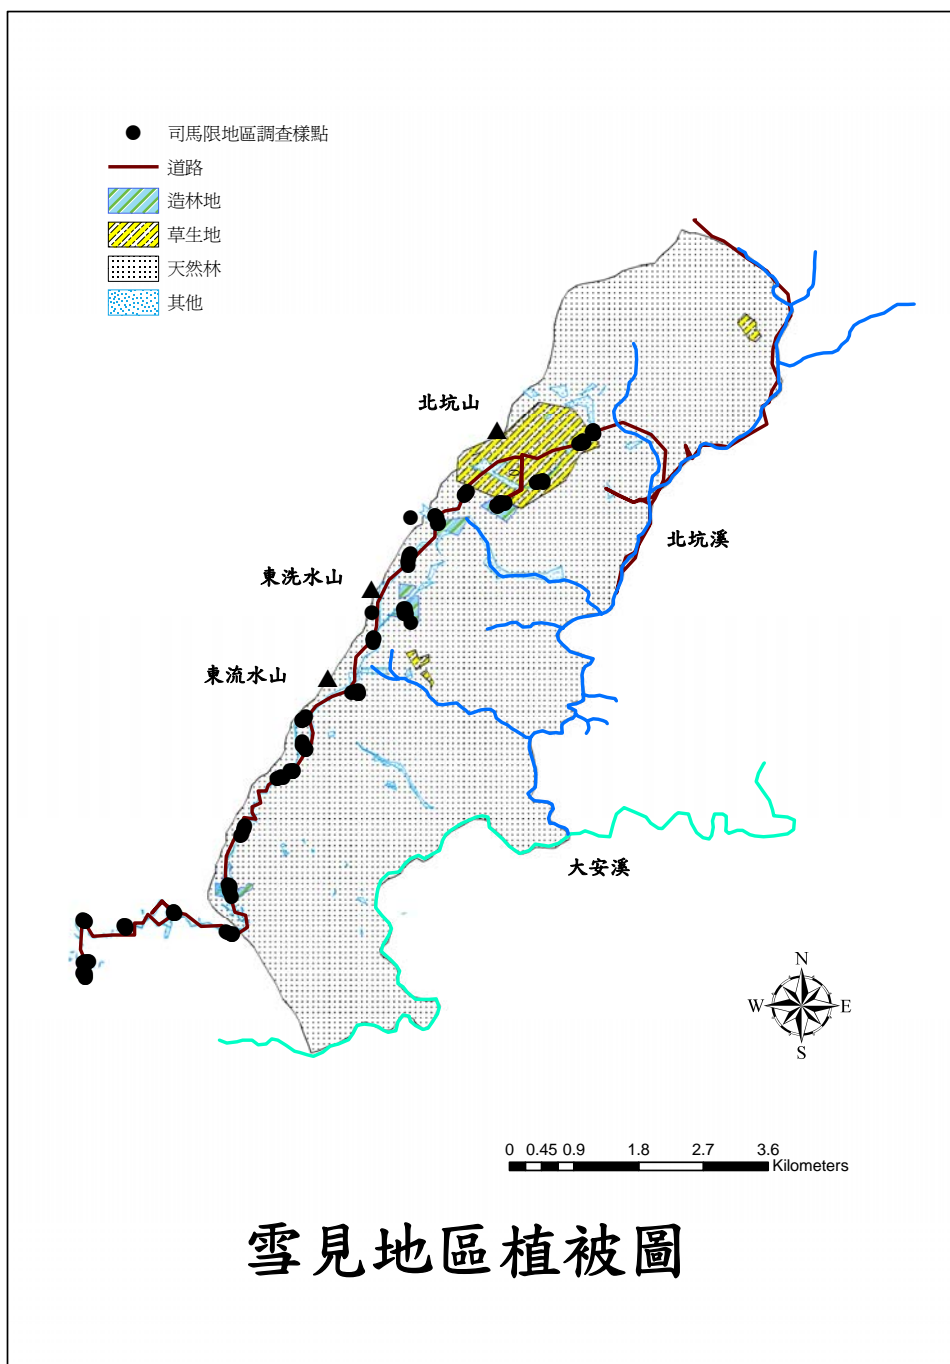 司馬限地區調查樣點
道路
造林地
草生地
天然林
其他
北坑山
北坑溪
東洗水山
東流水山
大安溪
N
W E
S
0 0.45 0.9 1.8 2.7 3.6
Kilometers
雪見地區植被圖